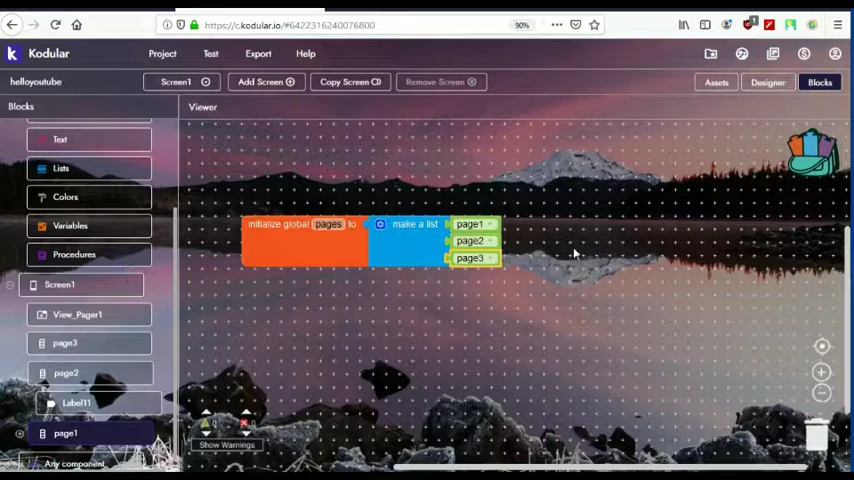 https://c.kodular.io/#6422316240076800
90%
Kodular
Project
Test
Export
Help
helloyoutube
Screen1
Add Screen
Copy Screen
Remove Screen
Assets
Designer
Blocks
Blocks
Viewer
Text
Lists
Colors
Variables
Procedures
Screen1
View_Pager1
page3
page2
Label11
page1
Any component
initialize global pages to
make a list
page1
page2
page3
0
0
Show Warnings